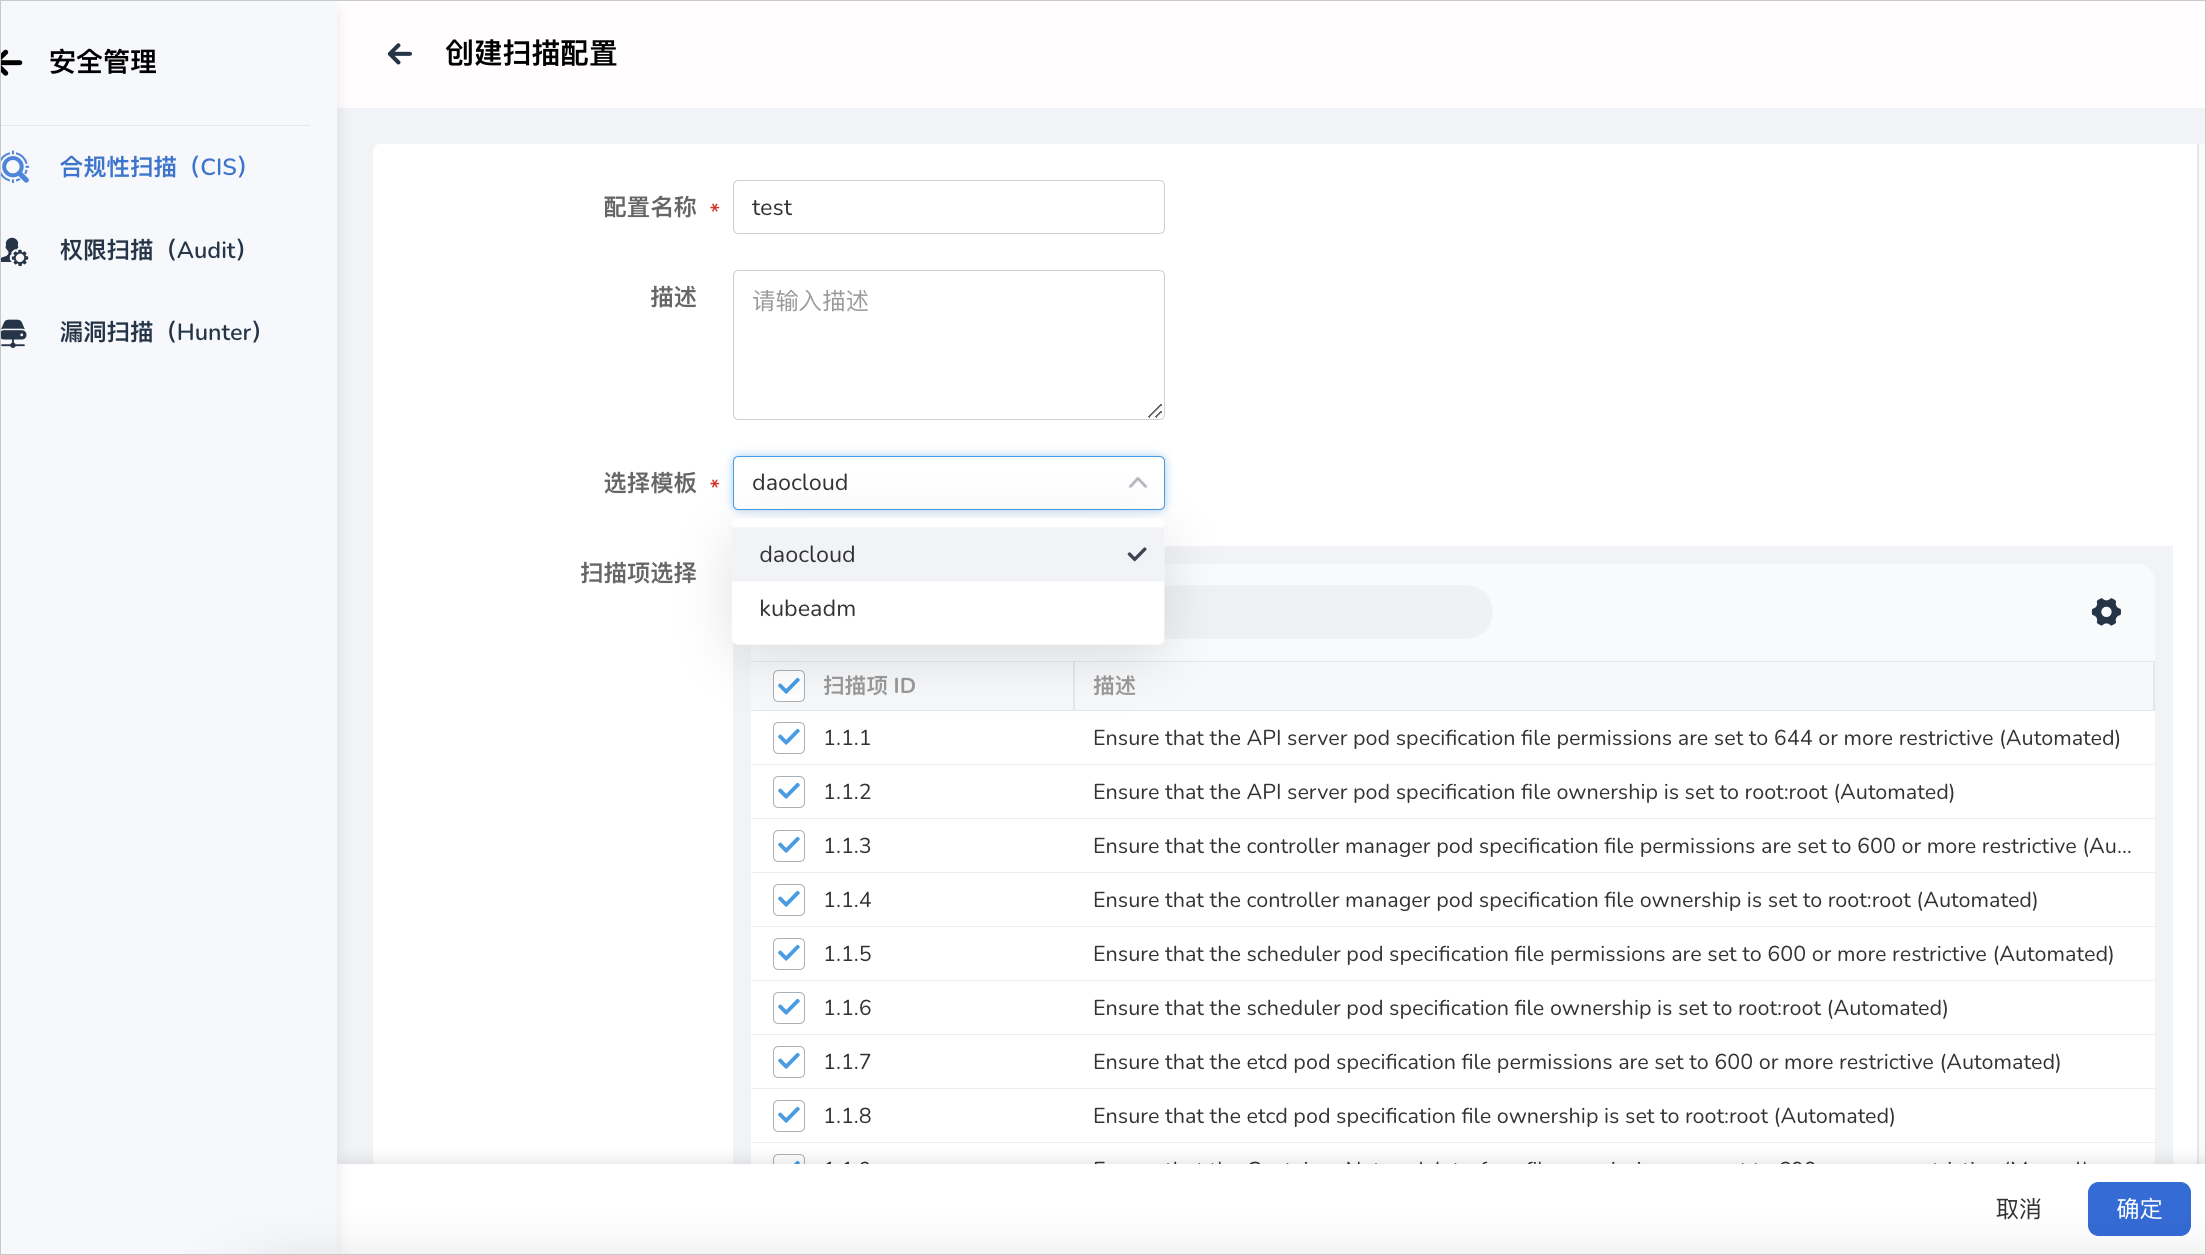 安全管理
合规性扫描（CIS）
权限扫描（Audit）
漏洞扫描（Hunter）
创建扫描配置
配置名称 * test
描述 请输入描述
选择模板 * daocloud
daocloud
kubeadm
扫描项选择
扫描项 ID 描述
1.1.1 Ensure that the API server pod specification file permissions are set to 644 or more restrictive (Automated)
1.1.2 Ensure that the API server pod specification file ownership is set to root:root (Automated)
1.1.3 Ensure that the controller manager pod specification file permissions are set to 600 or more restrictive (Au...
1.1.4 Ensure that the controller manager pod specification file ownership is set to root:root (Automated)
1.1.5 Ensure that the scheduler pod specification file permissions are set to 600 or more restrictive (Automated)
1.1.6 Ensure that the scheduler pod specification file ownership is set to root:root (Automated)
1.1.7 Ensure that the etcd pod specification file permissions are set to 600 or more restrictive (Automated)
1.1.8 Ensure that the etcd pod specification file ownership is set to root:root (Automated)
取消 确定